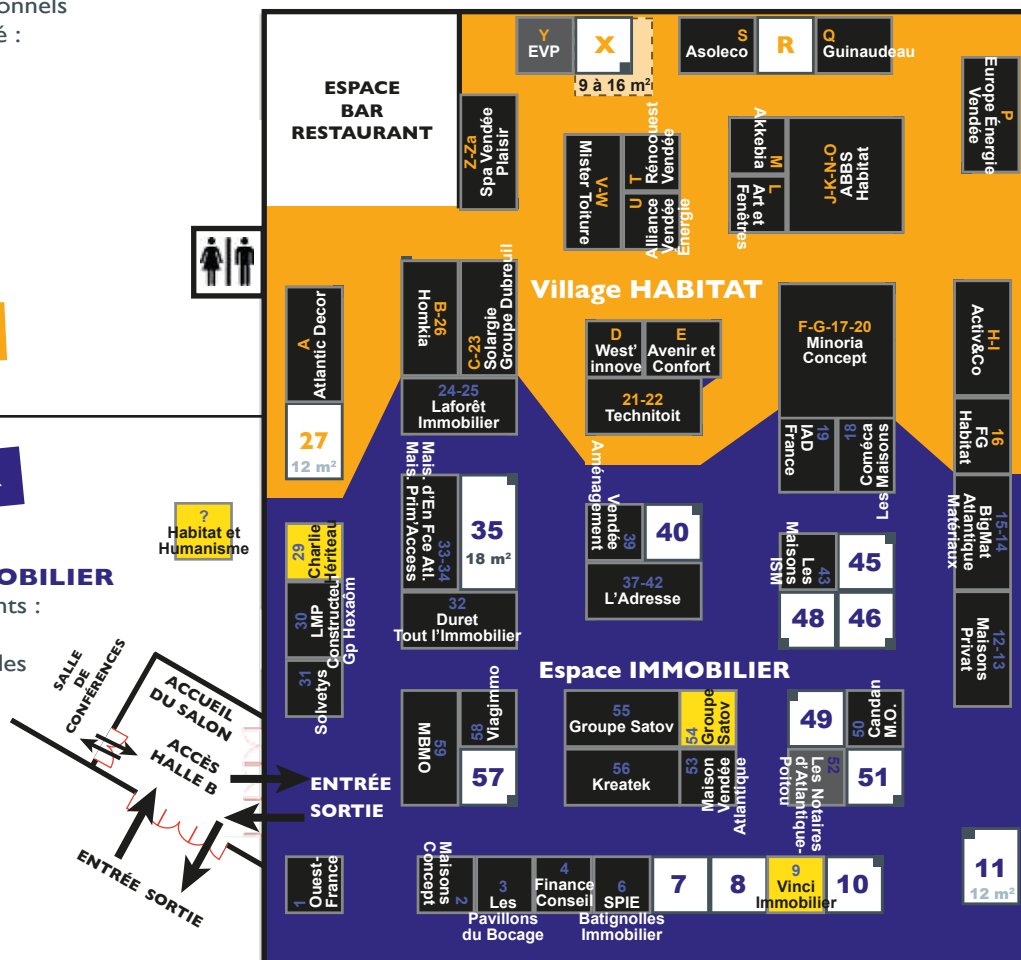 onnels
é :
ESPACE
BAR
RESTAURANT
Y
EVP
X
9 à 16 m²
S
Asoleco
R
Q
Guinaudeau
P
Europe Énergie
Vendée
Z-Za
Spa Vendée
Plaisir
V-W
Mister Toiture
T
Rénoouest
Vendée
U
Alliance
Vendée
Énergie
M
Akkebia
L
Art et
Fenêtres
J-K-N-O
ABBS
Habitat
Village HABITAT
A
Atlantic Decor
B-26
Homkia
C-23
Solargie
Groupe Dubreuil
D
West'
innove
E
Avenir et
Confort
F-G-17-20
Minoria
Concept
H-I
Activ&Co
24-25
Laforêt
Immobilier
21-22
Technitoit
27
12 m²
19
IAD
France
18
Les Maisons
Coméca
16
FG
Habitat
15-14
BigMat
Atlantique
Matériaux
?
Habitat et
Humanisme
29
Charlie
Hériteau
33-34
Mais. d'En Fce Atl.
Mais. Prim'Access
35
18 m²
39
Vendée
Aménagement
40
43
Les
Maisons
ISM
45
OBILIER
ts :
les
30
LMP
Constructeur
Gp Hexaôm
32
Duret
Tout l'Immobilier
37-42
L'Adresse
48
46
12-13
Maisons
Privat
31
Solvetys
Espace IMMOBILIER
SALLE
DE
CONFÉRENCES
ACCUEIL
DU SALON
ACCÈS
HALLE B
ENTRÉE
SORTIE
ENTRÉE SORTIE
59
MBMO
58
Viagimmo
57
55
Groupe Satov
54
Groupe
Satov
56
Kreatek
53
Maison
Vendée
Atlantique
49
50
Candan
M.O.
52
Les Notaires
d'Atlantique-
Poitou
51
1
Ouest-
France
2
Maisons
Concept
3
Les
Pavillons
du Bocage
4
Finance
Conseil
6
SPIE
Batignolles
Immobilier
7
8
9
Vinci
Immobilier
10
11
12 m²